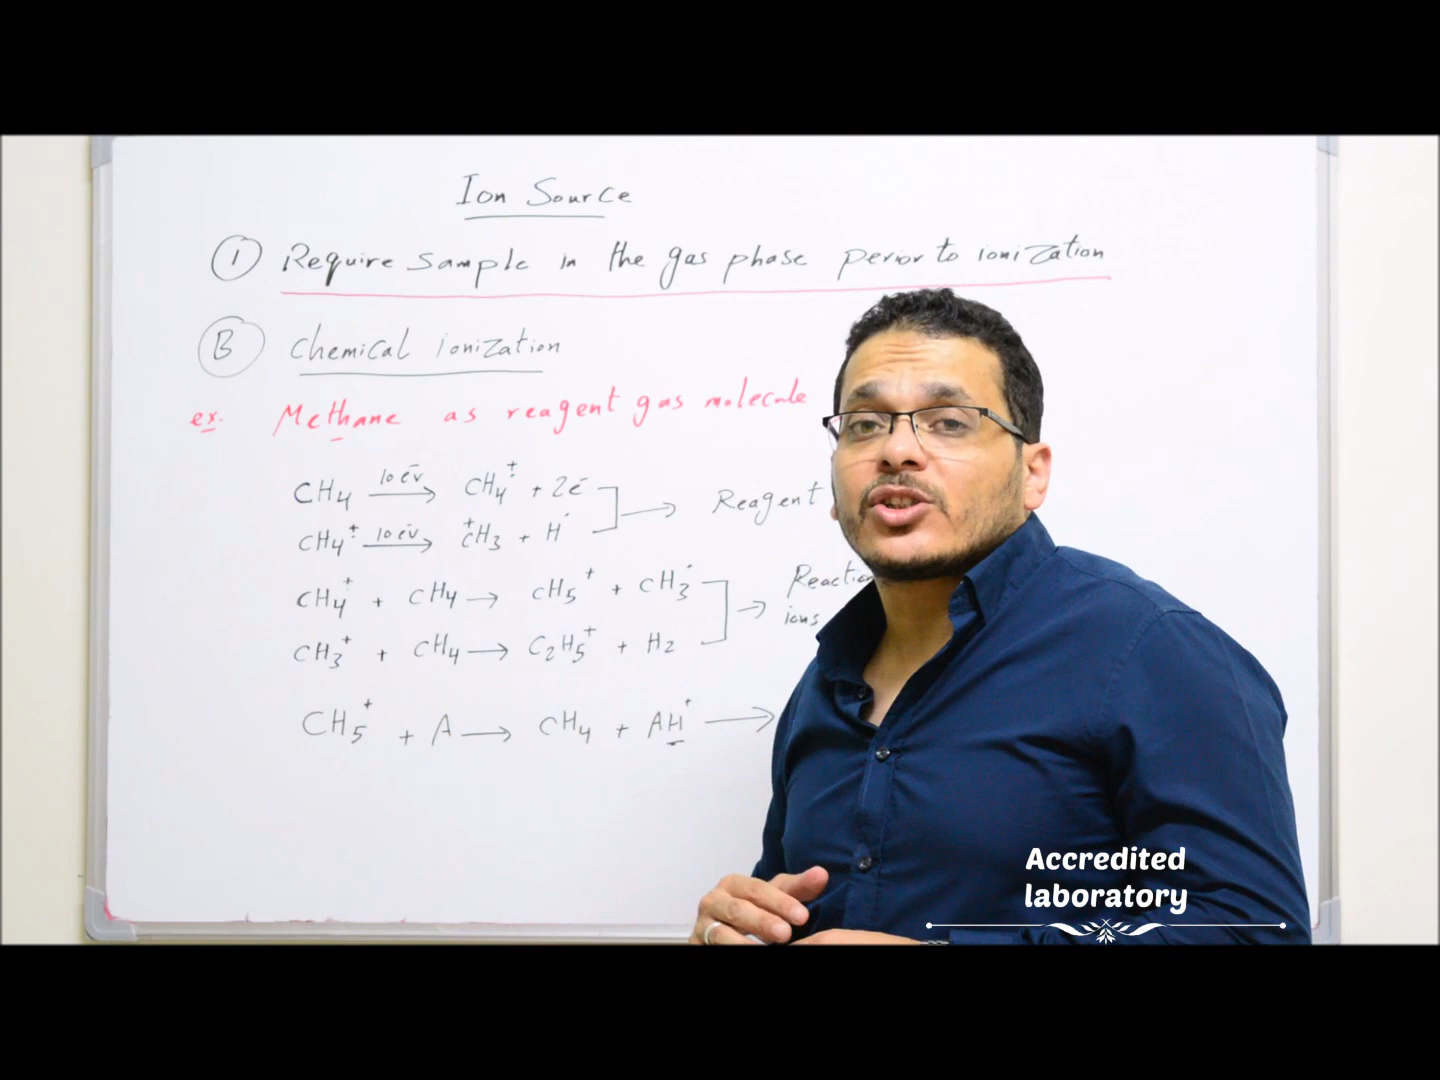 Ion Source
① Require sample in the gas phase perior to ionization
Ⓑ Chemical ionization
ex. Methane as reagent gas molecule
CH₄ —10 eV→ CH₄⁺̇ + 2e⁻
CH₄⁺̇ —10 eV→ ⁺CH₃ + H˙ → Reagent
CH₄⁺̇ + CH₄ → CH₅⁺ + CH₃˙
CH₃⁺ + CH₄ → C₂H₅⁺ + H₂ → Reaction ions
CH₅⁺ + A → CH₄ + AH⁺ →
Accredited
laboratory